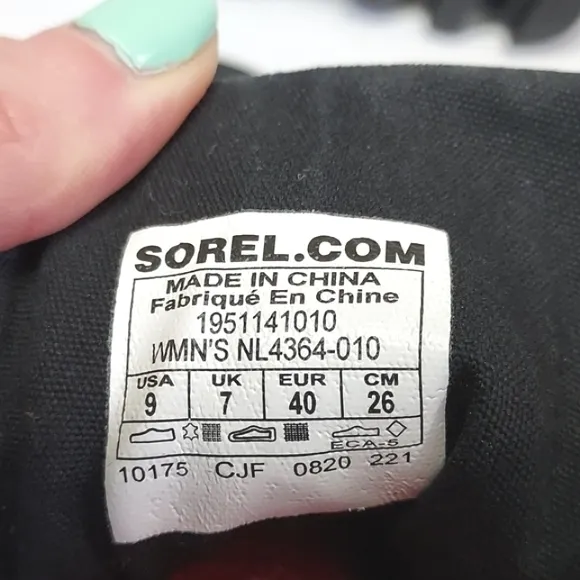 SOREL.COM
MADE IN CHINA
Fabriqué En Chine
1951141010
WMN'S NL4364-010
USA UK EUR CM
9 7 40 26
ECA-5
10175 CJF 0820 221